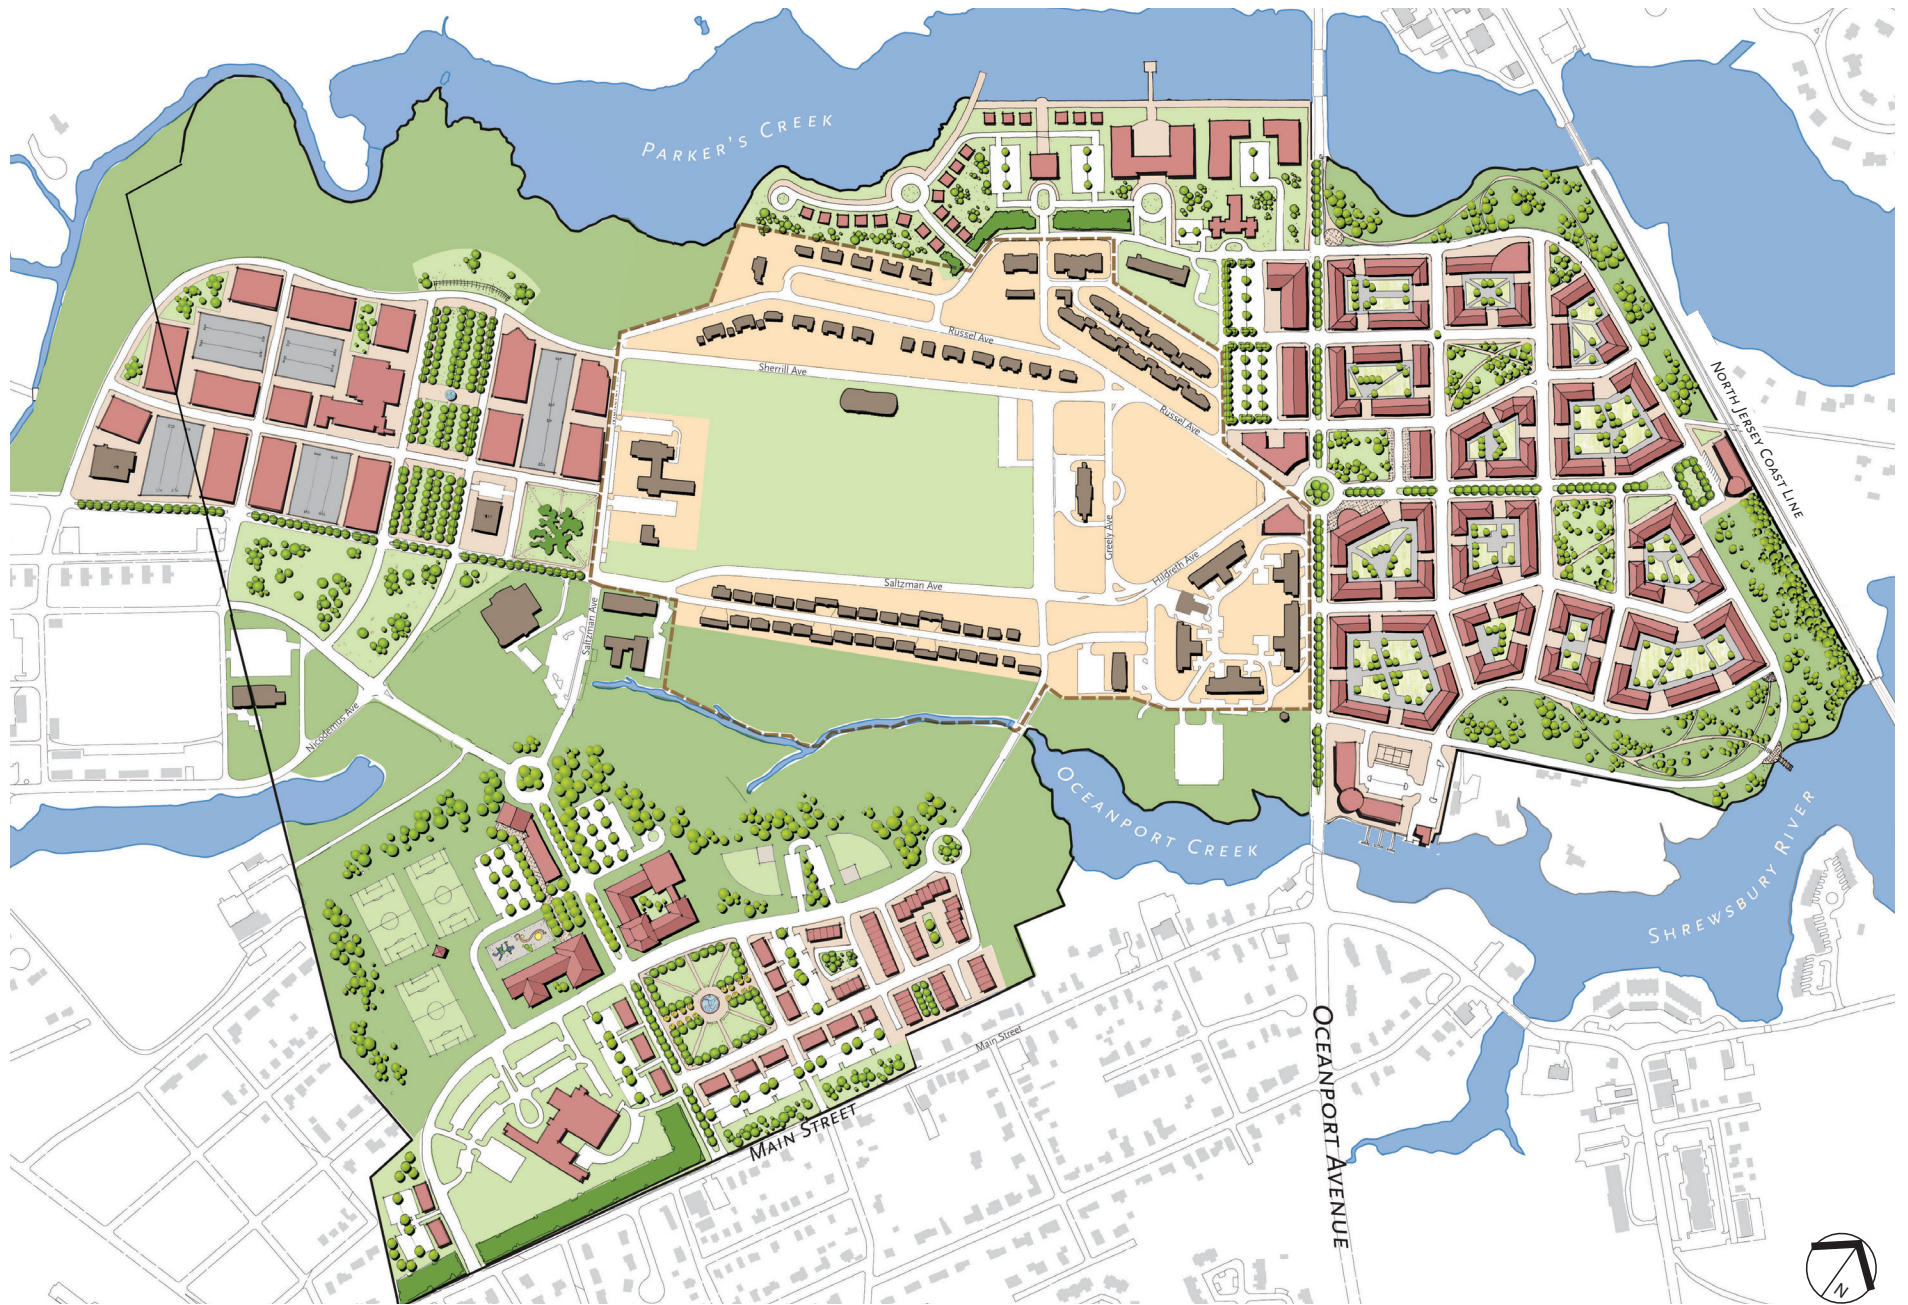 PARKER'S CREEK
Russel Ave
Sherrill Ave
NORTH JERSEY COAST LINE
Russel Ave
Greely Ave
Hildreth Ave
Saltzman Ave
Saltzman Ave
Nicodemus Ave
OCEANPORT CREEK
SHREWSBURY RIVER
Main Street
OCEANPORT AVENUE
MAIN STREET
N